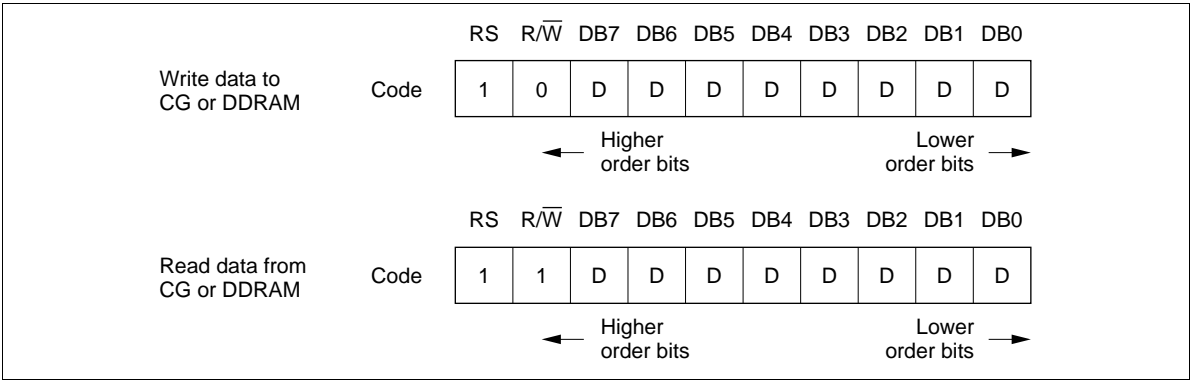 RS R/W̅ DB7 DB6 DB5 DB4 DB3 DB2 DB1 DB0
Write data to
CG or DDRAM
Code 1 0 D D D D D D D D
Higher
order bits
Lower
order bits
RS R/W̅ DB7 DB6 DB5 DB4 DB3 DB2 DB1 DB0
Read data from
CG or DDRAM
Code 1 1 D D D D D D D D
Higher
order bits
Lower
order bits